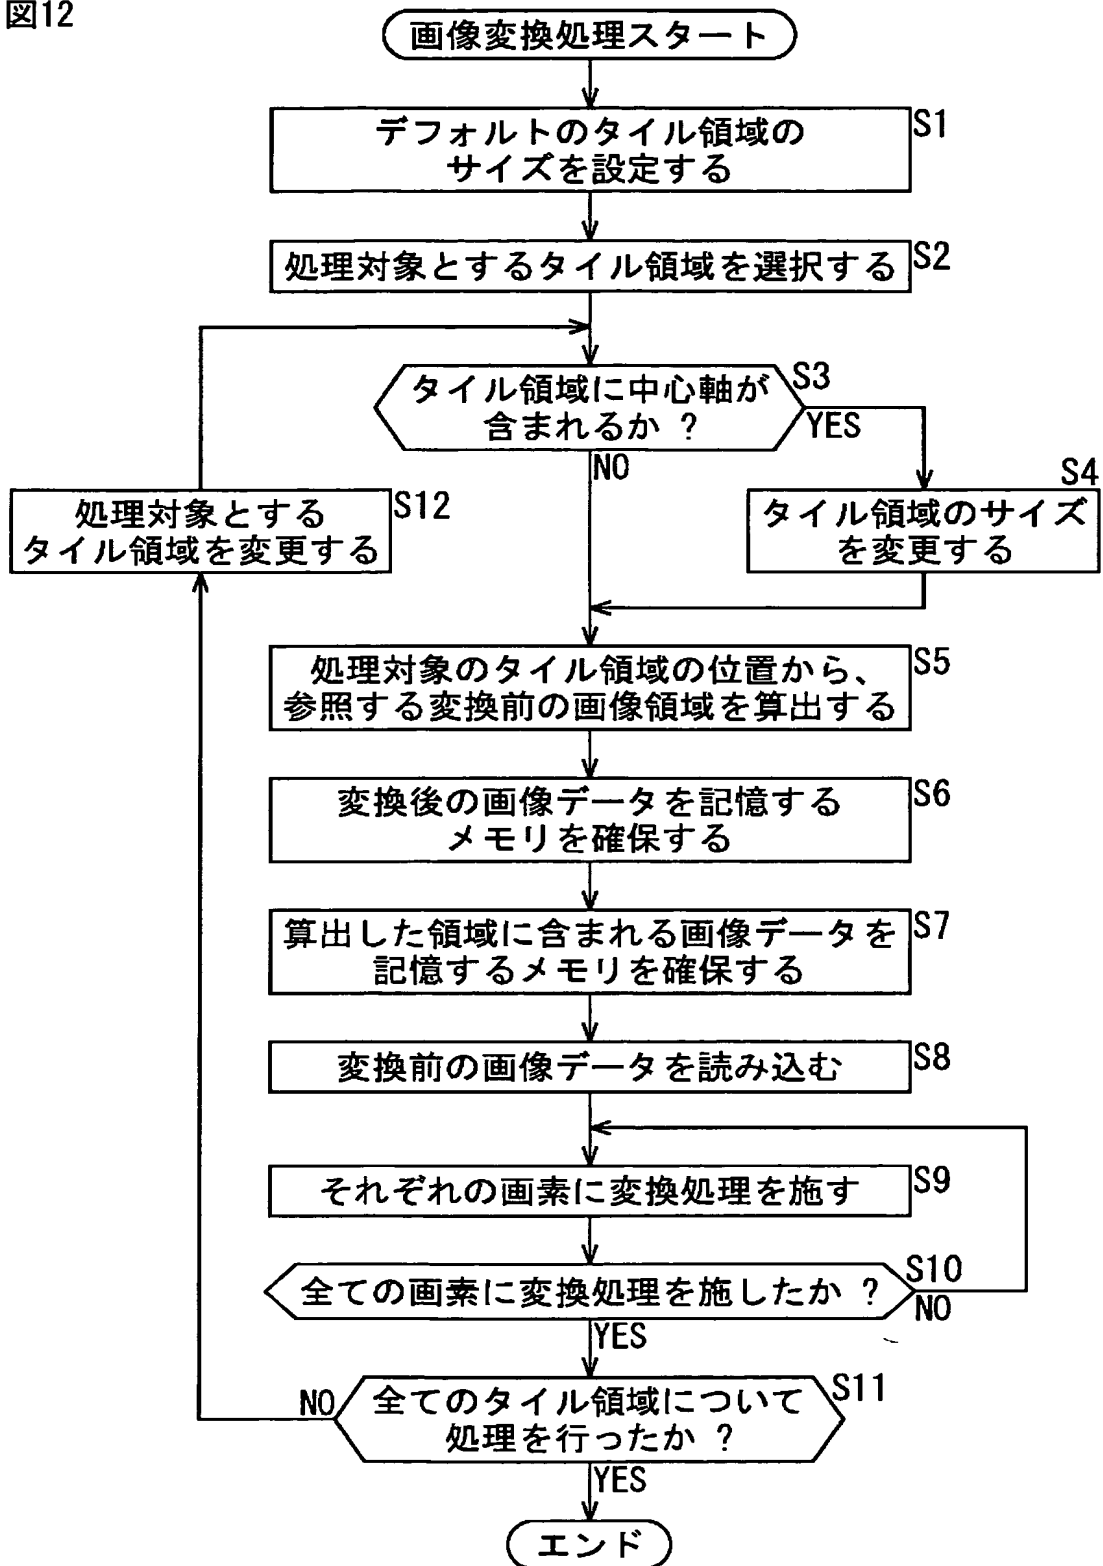 図12
画像変換処理スタート
デフォルトのタイル領域の
サイズを設定する
S1
処理対象とするタイル領域を選択する
S2
タイル領域に中心軸が
含まれるか ?
S3
YES
NO
S4
タイル領域のサイズ
を変更する
処理対象とする
タイル領域を変更する
S12
処理対象のタイル領域の位置から、
参照する変換前の画像領域を算出する
S5
変換後の画像データを記憶する
メモリを確保する
S6
算出した領域に含まれる画像データを
記憶するメモリを確保する
S7
変換前の画像データを読み込む
S8
それぞれの画素に変換処理を施す
S9
全ての画素に変換処理を施したか ?
S10
NO
YES
全てのタイル領域について
処理を行ったか ?
S11
NO
YES
エンド